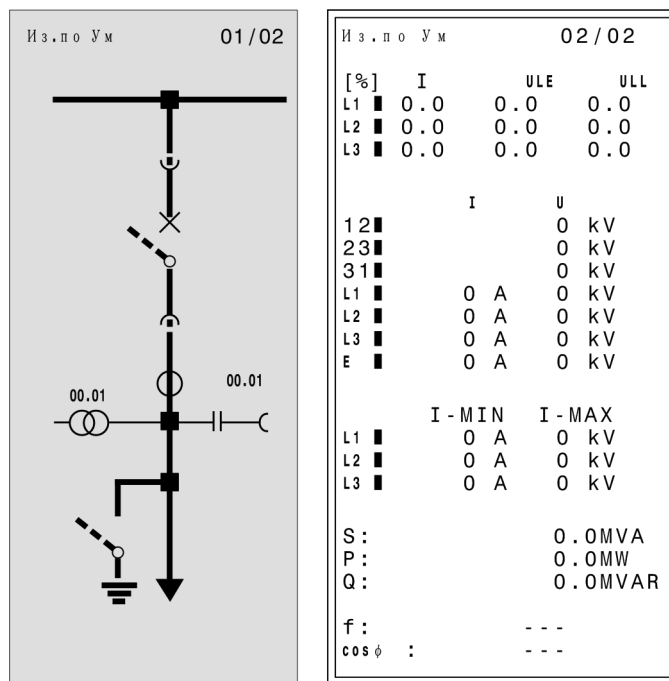 Из.по Ум 01/02
00.01
00.01
Из.по Ум 02/02
[%] I ULE ULL
L1 0.0 0.0 0.0
L2 0.0 0.0 0.0
L3 0.0 0.0 0.0
I U
12 0 kV
23 0 kV
31 0 kV
L1 0 A 0 kV
L2 0 A 0 kV
L3 0 A 0 kV
E 0 A 0 kV
I-MIN I-MAX
L1 0 A 0 kV
L2 0 A 0 kV
L3 0 A 0 kV
S: 0.0MVA
P: 0.0MW
Q: 0.0MVAR
f: ---
cosϕ : ---